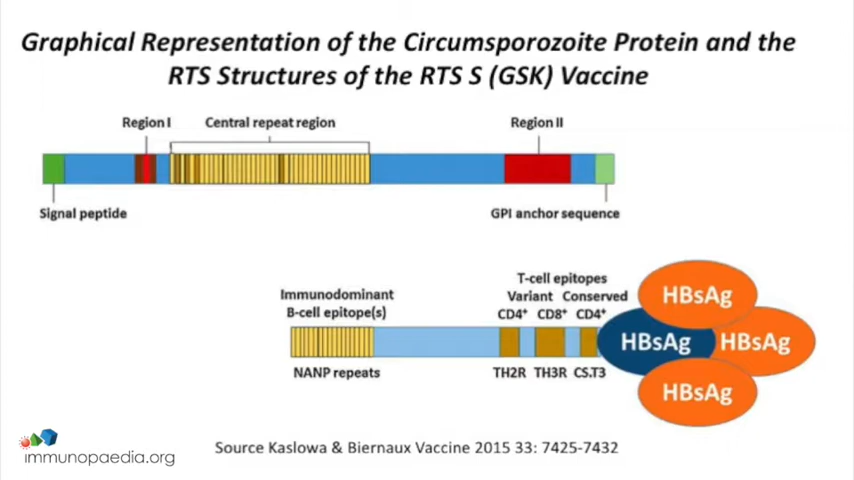 Graphical Representation of the Circumsporozoite Protein and the
RTS Structures of the RTS S (GSK) Vaccine
Region I
Central repeat region
Region II
Signal peptide
GPI anchor sequence
Immunodominant
B-cell epitope(s)
NANP repeats
T-cell epitopes
Variant Conserved
CD4⁺ CD8⁺ CD4⁺
TH2R TH3R CS.T3
HBsAg
HBsAg HBsAg
HBsAg
Source Kaslowa & Biernaux Vaccine 2015 33: 7425-7432
immunopaedia.org